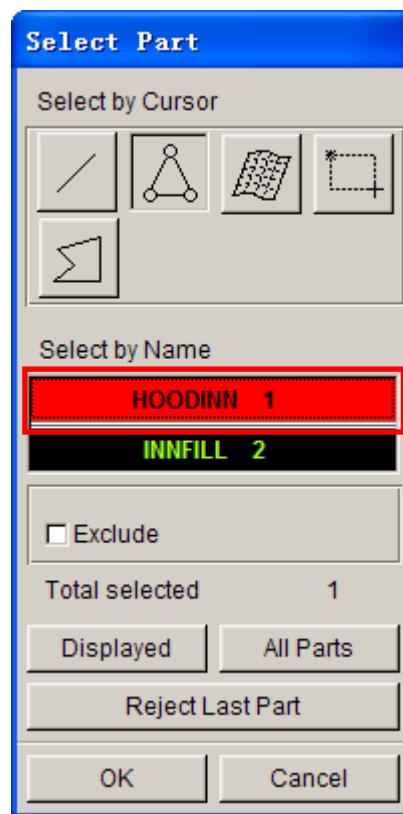 Select Part
Select by Cursor
Select by Name
HOODINN 1
INNFILL 2
Exclude
Total selected 1
Displayed All Parts
Reject Last Part
OK Cancel